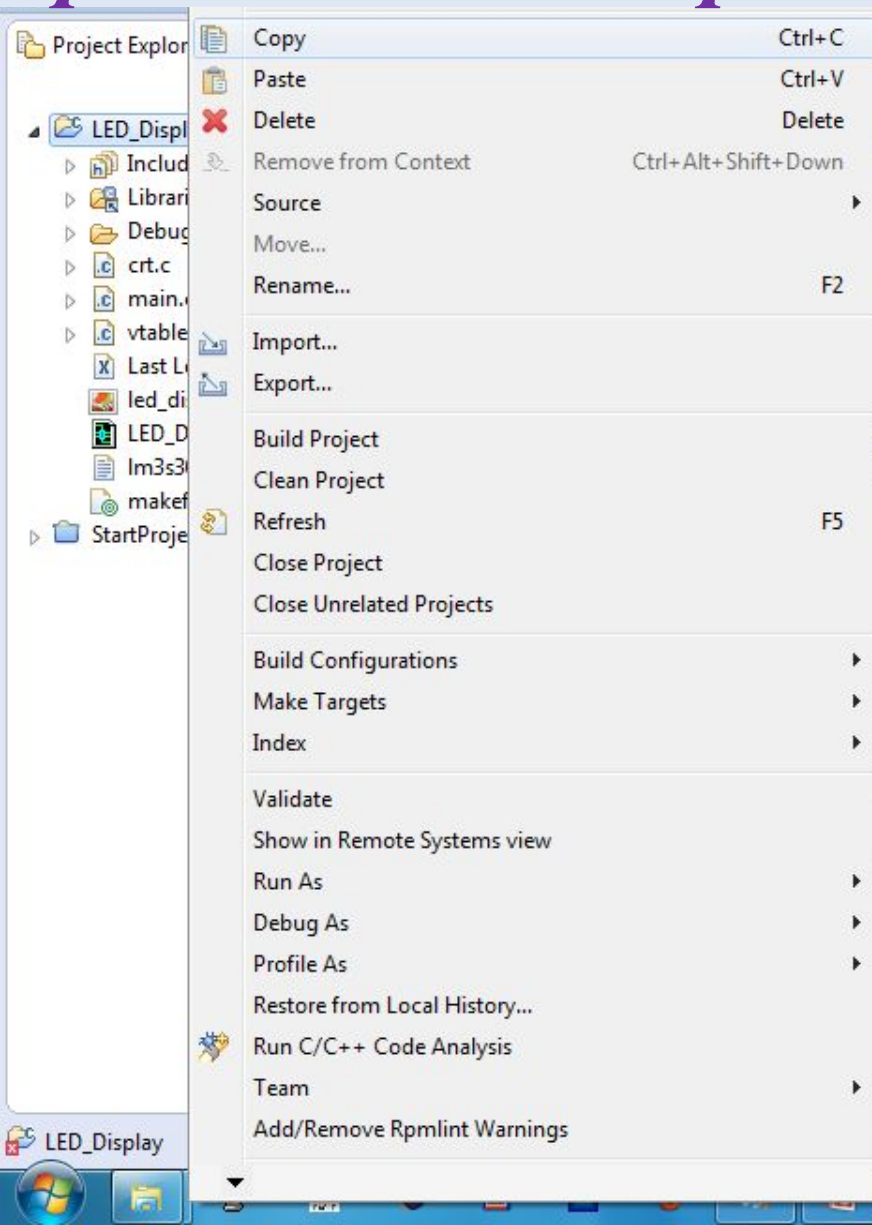 Project Explor
LED_Displ
Includ
Librari
Debug
crt.c
main.
vtable
Last L
led_di
LED_D
lm3s3
makef
StartProje
Copy Ctrl+C
Paste Ctrl+V
Delete Delete
Remove from Context Ctrl+Alt+Shift+Down
Source
Move...
Rename... F2
Import...
Export...
Build Project
Clean Project
Refresh F5
Close Project
Close Unrelated Projects
Build Configurations
Make Targets
Index
Validate
Show in Remote Systems view
Run As
Debug As
Profile As
Restore from Local History...
Run C/C++ Code Analysis
Team
Add/Remove Rpmlint Warnings
LED_Display